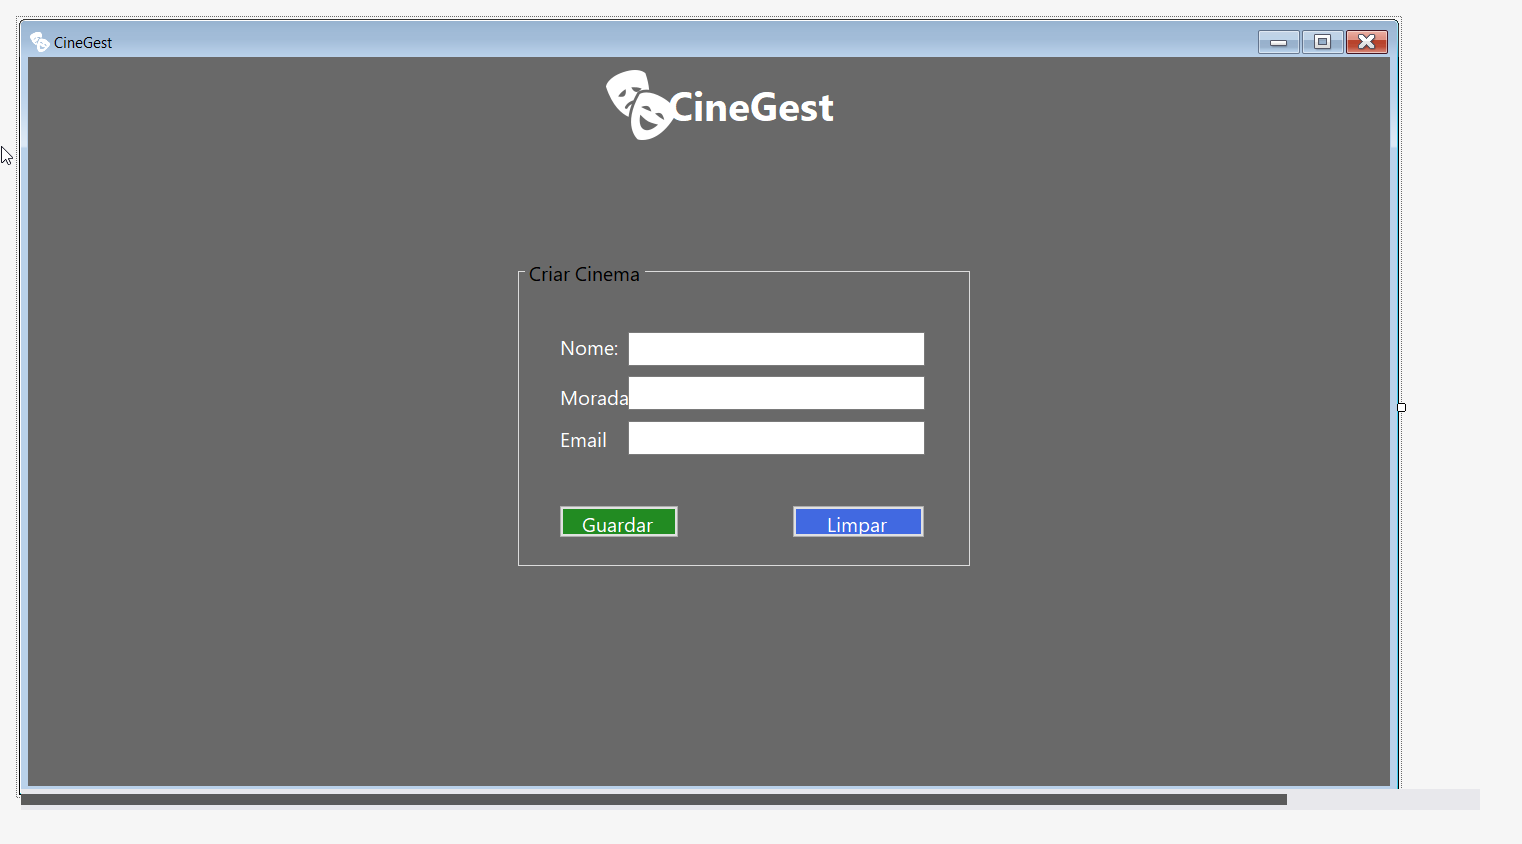 CineGest
CineGest
Criar Cinema
Nome:
Morada
Email
Guardar
Limpar